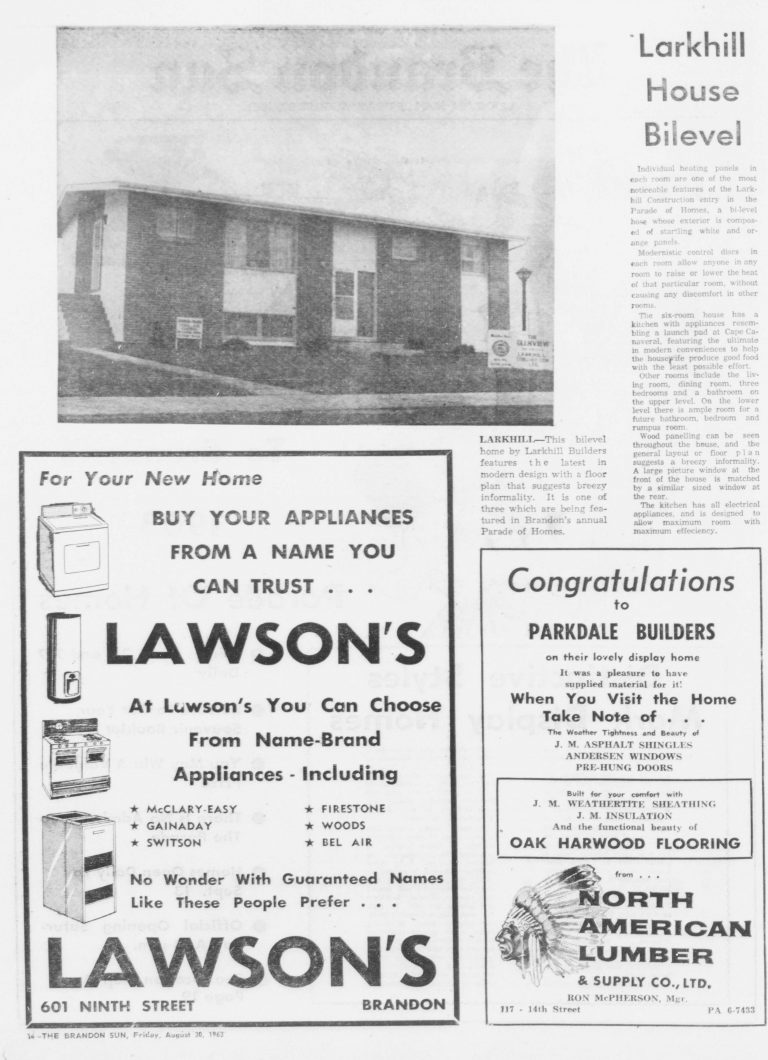 Larkhill
House
Bilevel
Individual heating panels in
each room are one of the most
noticeable features of the Lark-
hill Construction entry in the
Parade of Homes, a bi-level
hose whose exterior is compos-
ed of startling white and or-
ange panels.
Modernistic control discs in
each room allow anyone in any
room to raise or lower the heat
of that particular room, without
causing any discomfort in other
rooms.
The six-room house has a
kitchen with appliances resem-
bling a launch pad at Cape Ca-
naveral, featuring the ultimate
in modern conveniences to help
the housewife produce good food
with the least possible effort.
Other rooms include the liv-
ing room, dining room, three
bedrooms and a bathroom on
the upper level. On the lower
level there is ample room for a
future bathroom, bedroom and
rumpus room.
Wood panelling can be seen
throughout the house, and the
general layout or floor plan
suggests a breezy informality.
A large picture window at the
front of the house is matched
by a similar sized window at
the rear.
The kitchen has all electrical
appliances, and is designed to
allow maximum room with
maximum effeciency.
THE
GLENVIEW
LARKHILL
LARKHILL—This bilevel
home by Larkhill Builders
features the latest in
modern design with a floor
plan that suggests breezy
informality. It is one of
three which are being fea-
tured in Brandon's annual
Parade of Homes.
For Your New Home
BUY YOUR APPLIANCES
FROM A NAME YOU
CAN TRUST . . .
LAWSON'S
At Lawson's You Can Choose
From Name-Brand
Appliances - Including
★ McCLARY-EASY
★ GAINADAY
★ SWITSON
★ FIRESTONE
★ WOODS
★ BEL AIR
No Wonder With Guaranteed Names
Like These People Prefer . . .
LAWSON'S
601 NINTH STREET BRANDON
Congratulations
to
PARKDALE BUILDERS
on their lovely display home
It was a pleasure to have
supplied material for it!
When You Visit the Home
Take Note of . . .
The Weather Tightness and Beauty of
J. M. ASPHALT SHINGLES
ANDERSEN WINDOWS
PRE-HUNG DOORS
Built for your comfort with
J. M. WEATHERTITE SHEATHING
J. M. INSULATION
And the functional beauty of
OAK HARWOOD FLOORING
from . . .
NORTH
AMERICAN
LUMBER
& SUPPLY CO., LTD.
RON McPHERSON, Mgr.
117 - 14th Street PA 6-7433
14—THE BRANDON SUN, Friday, August 30, 1963